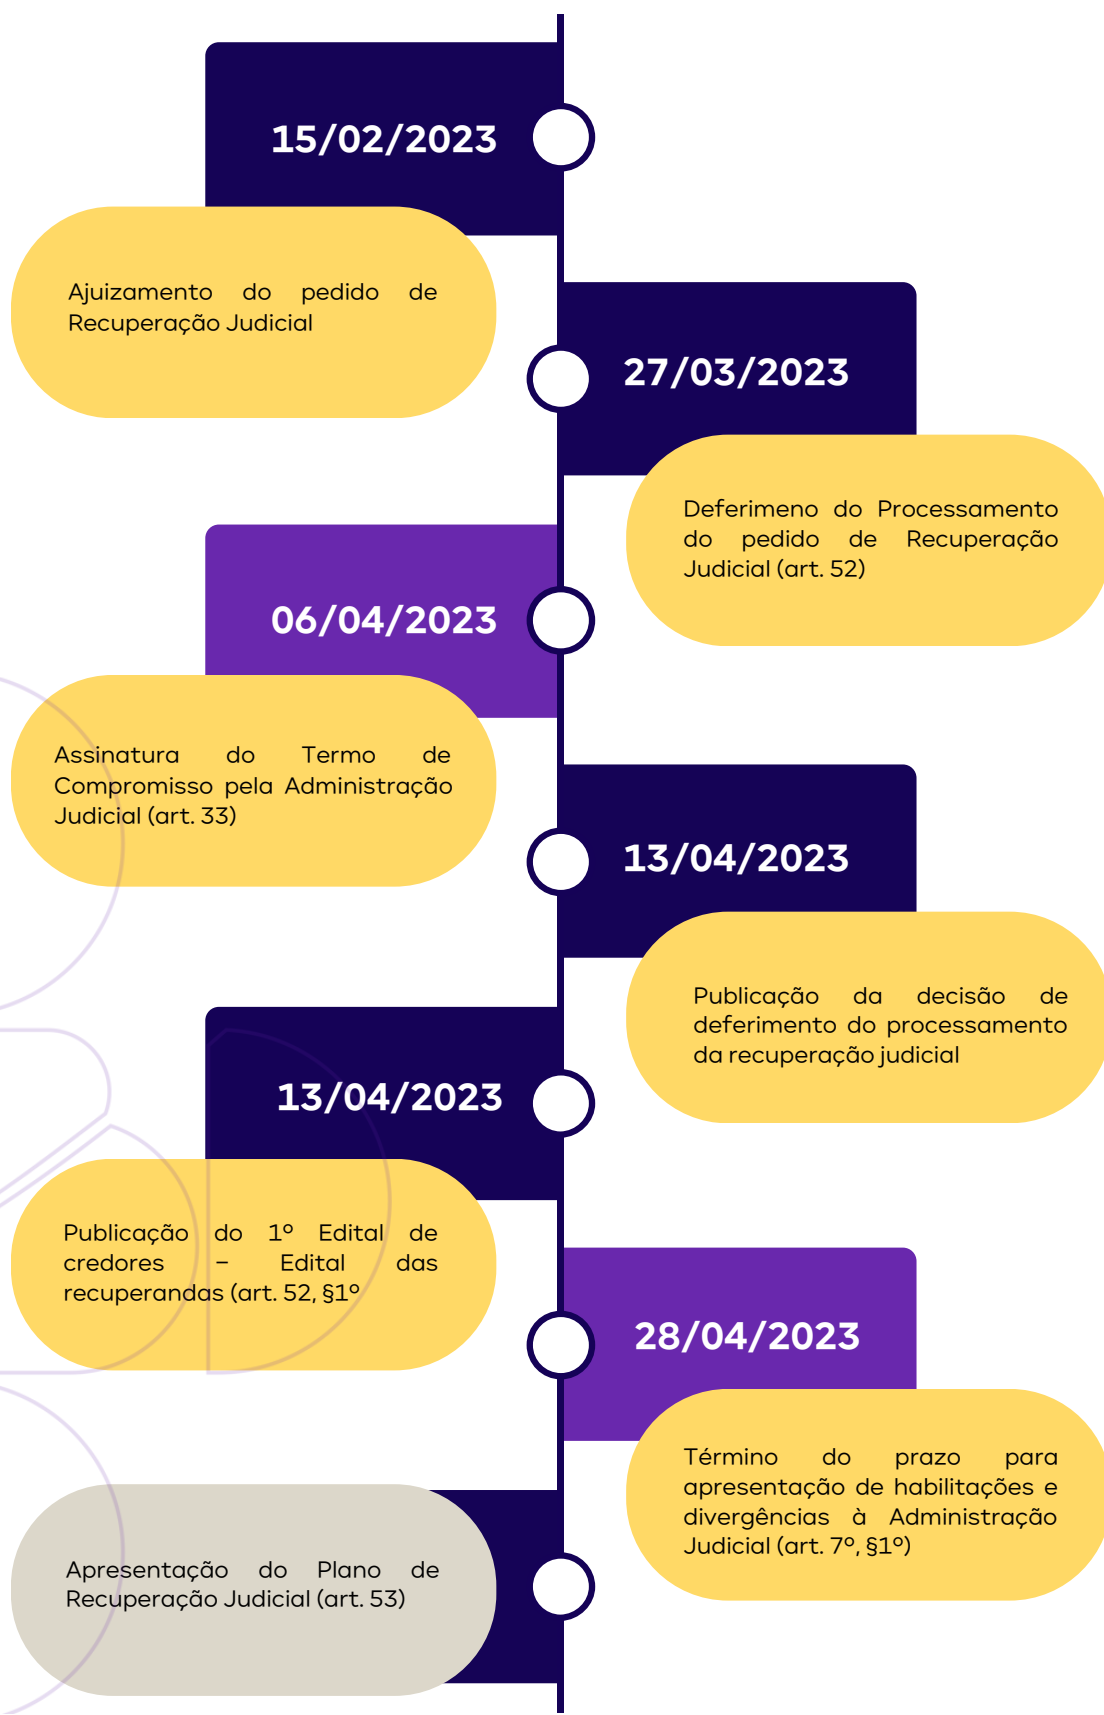 15/02/2023
Ajuizamento do pedido de
Recuperação Judicial
27/03/2023
Deferimeno do Processamento
do pedido de Recuperação
Judicial (art. 52)
06/04/2023
Assinatura do Termo de
Compromisso pela Administração
Judicial (art. 33)
13/04/2023
Publicação da decisão de
deferimento do processamento
da recuperação judicial
13/04/2023
Publicação do 1º Edital de
credores – Edital das
recuperandas (art. 52, §1º
28/04/2023
Término do prazo para
apresentação de habilitações e
divergências à Administração
Judicial (art. 7º, §1º)
Apresentação do Plano de
Recuperação Judicial (art. 53)